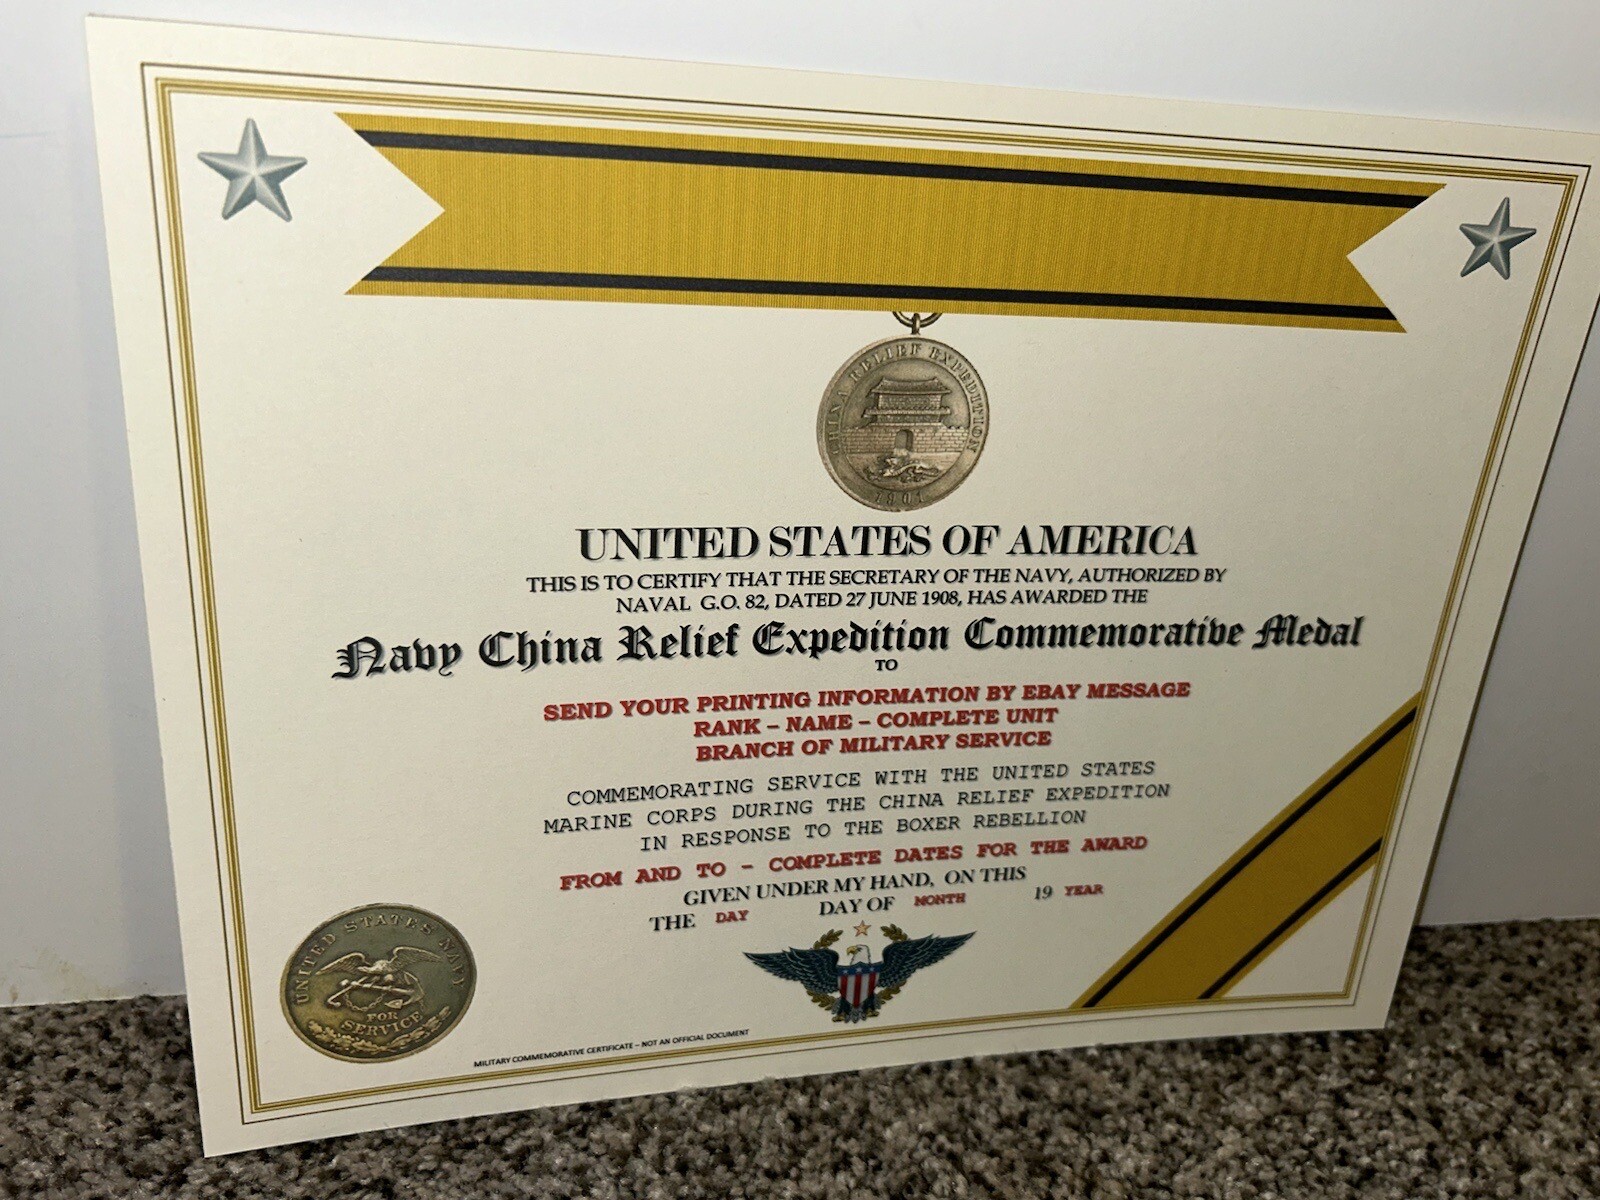 CHINA RELIEF EXPEDITION
1901
UNITED STATES OF AMERICA
THIS IS TO CERTIFY THAT THE SECRETARY OF THE NAVY, AUTHORIZED BY
NAVAL G.O. 82, DATED 27 JUNE 1908, HAS AWARDED THE
Navy China Relief Expedition Commemorative Medal
TO
SEND YOUR PRINTING INFORMATION BY EBAY MESSAGE
RANK – NAME – COMPLETE UNIT
BRANCH OF MILITARY SERVICE
COMMEMORATING SERVICE WITH THE UNITED STATES
MARINE CORPS DURING THE CHINA RELIEF EXPEDITION
IN RESPONSE TO THE BOXER REBELLION
FROM AND TO – COMPLETE DATES FOR THE AWARD
GIVEN UNDER MY HAND, ON THIS
THE DAY DAY OF MONTH 19 YEAR
UNITED STATES NAVY
FOR
SERVICE
MILITARY COMMEMORATIVE CERTIFICATE – NOT AN OFFICIAL DOCUMENT